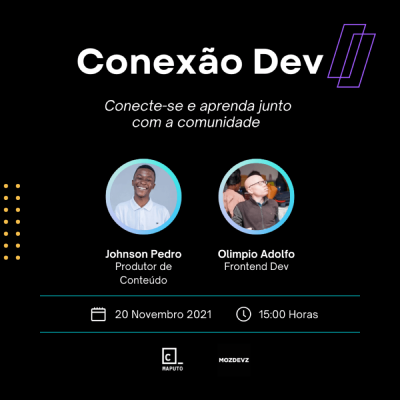 Conexão Dev
Conecte-se e aprenda junto
com a comunidade
Johnson Pedro
Produtor de
Conteúdo
Olimpio Adolfo
Frontend Dev
20 Novembro 2021
15:00 Horas
C_
MAPUTO
MOZDEVZ